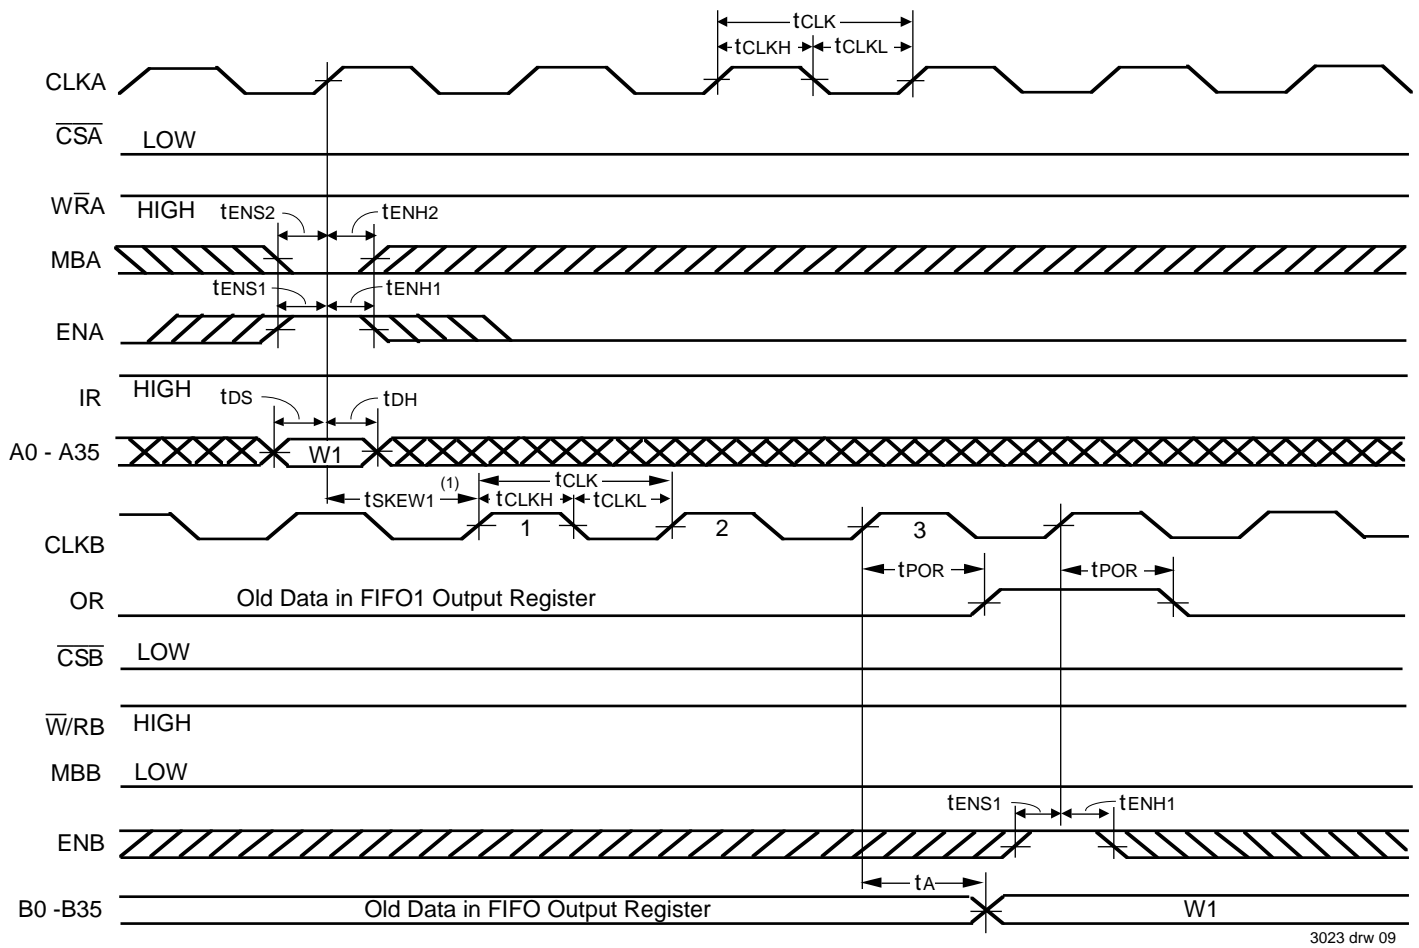 tCLK
tCLKH tCLKL
CLKA
CSA LOW
WRA HIGH tENS2 tENH2
MBA
tENS1 tENH1
ENA
IR HIGH
tDS tDH
A0 - A35 W1
tSKEW1 (1) tCLK
tCLKH tCLKL
CLKB 1 2 3
tPOR tPOR
OR Old Data in FIFO1 Output Register
CSB LOW
W/RB HIGH
MBB LOW
tENS1 tENH1
ENB
tA
B0 -B35 Old Data in FIFO Output Register W1
3023 drw 09